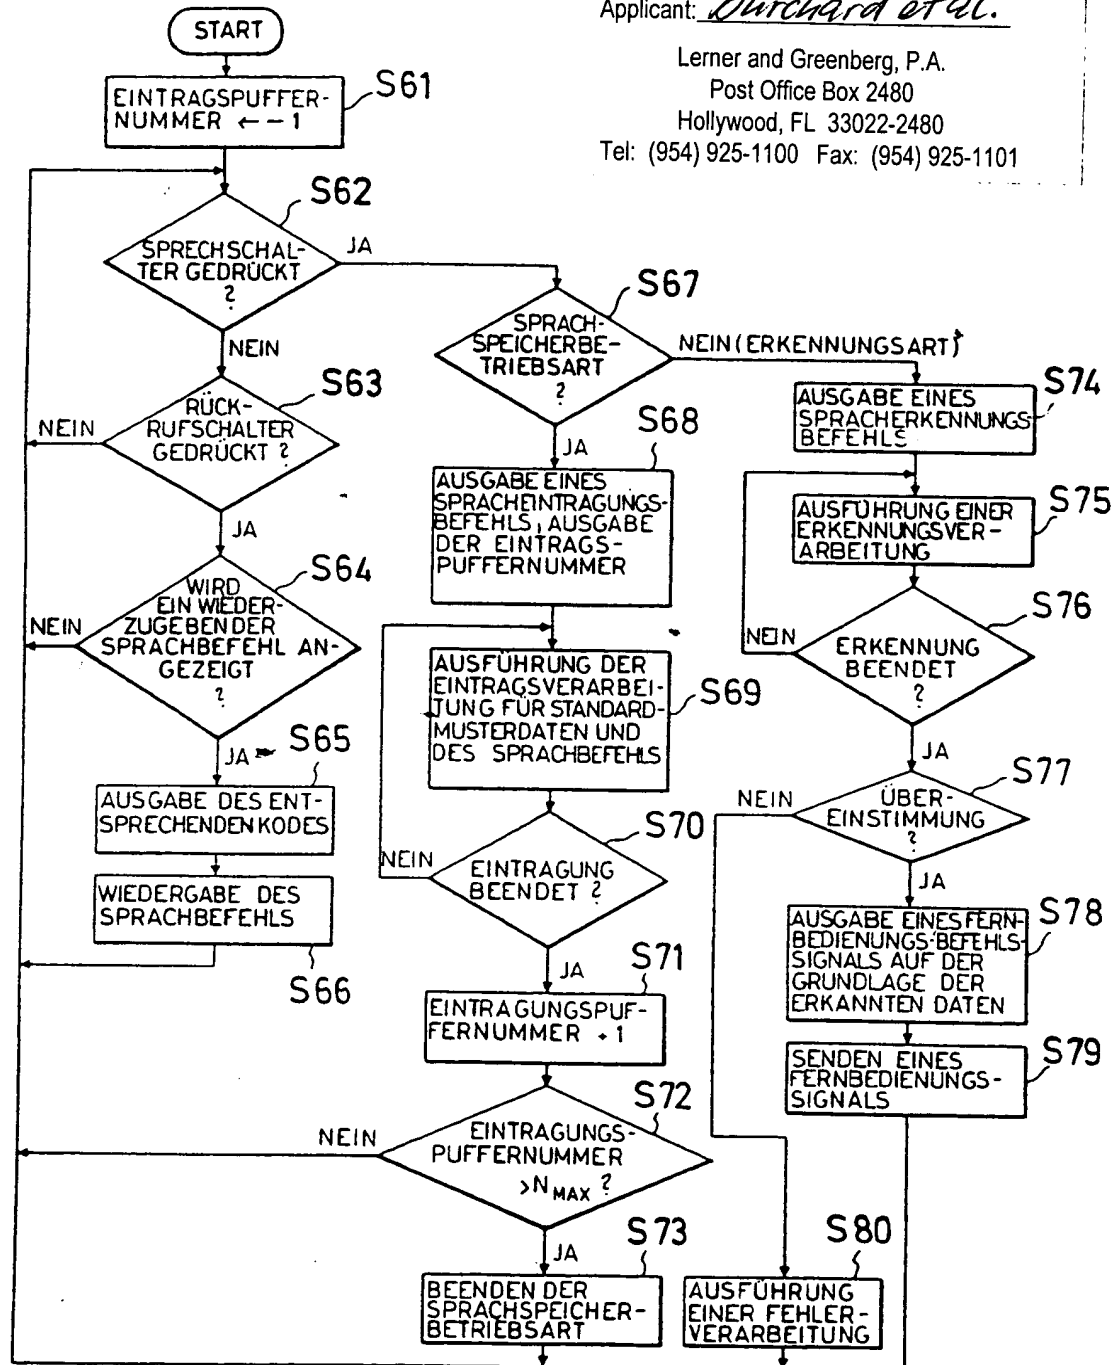 Applicant: Burchard et al.
Lerner and Greenberg, P.A.
Post Office Box 2480
Hollywood, FL 33022-2480
Tel: (954) 925-1100 Fax: (954) 925-1101
START
S61
EINTRAGSPUFFER-
NUMMER ← – 1
S62
SPRECHSCHAL-
TER GEDRÜCKT
?
JA
NEIN
S63
RÜCK-
RUFSCHALTER
GEDRÜCKT ?
NEIN
JA
S64
WIRD
EIN WIEDER-
ZUGEBENDER
SPRACHBEFEHL AN-
GEZEIGT
?
NEIN
JA
S65
AUSGABE DES ENT-
SPRECHENDEN KODES
WIEDERGABE DES
SPRACHBEFEHLS
S66
S67
SPRACH-
SPEICHERBE-
TRIEBSART
?
NEIN (ERKENNUNGSART)
JA
S68
AUSGABE EINES
SPRACHEINTRAGUNGS-
BEFEHLS, AUSGABE
DER EINTRAGS-
PUFFERNUMMER
S69
AUSFÜHRUNG DER
EINTRAGSVERARBEI-
TUNG FÜR STANDARD-
MUSTERDATEN UND
DES SPRACHBEFEHLS
S70
EINTRAGUNG
BEENDET ?
NEIN
JA
S71
EINTRAGUNGSPUF-
FERNUMMER + 1
S72
EINTRAGUNGS-
PUFFERNUMMER
>N MAX ?
NEIN
JA
S73
BEENDEN DER
SPRACHSPEICHER-
BETRIEBSART
S74
AUSGABE EINES
SPRACHERKENNUNGS
BEFEHLS
S75
AUSFÜHRUNG EINER
ERKENNUNGSVER-
ARBEITUNG
S76
ERKENNUNG
BEENDET
?
NEIN
JA
S77
ÜBER-
EINSTIMMUNG
?
NEIN
JA
S78
AUSGABE EINES FERN-
BEDIENUNGS-BEFEHLS-
SIGNALS AUF DER
GRUNDLAGE DER
ERKANNTEN DATEN
S79
SENDEN EINES
FERNBEDIENUNGS-
SIGNALS
S80
AUSFÜHRUNG
EINER FEHLER-
VERARBEITUNG